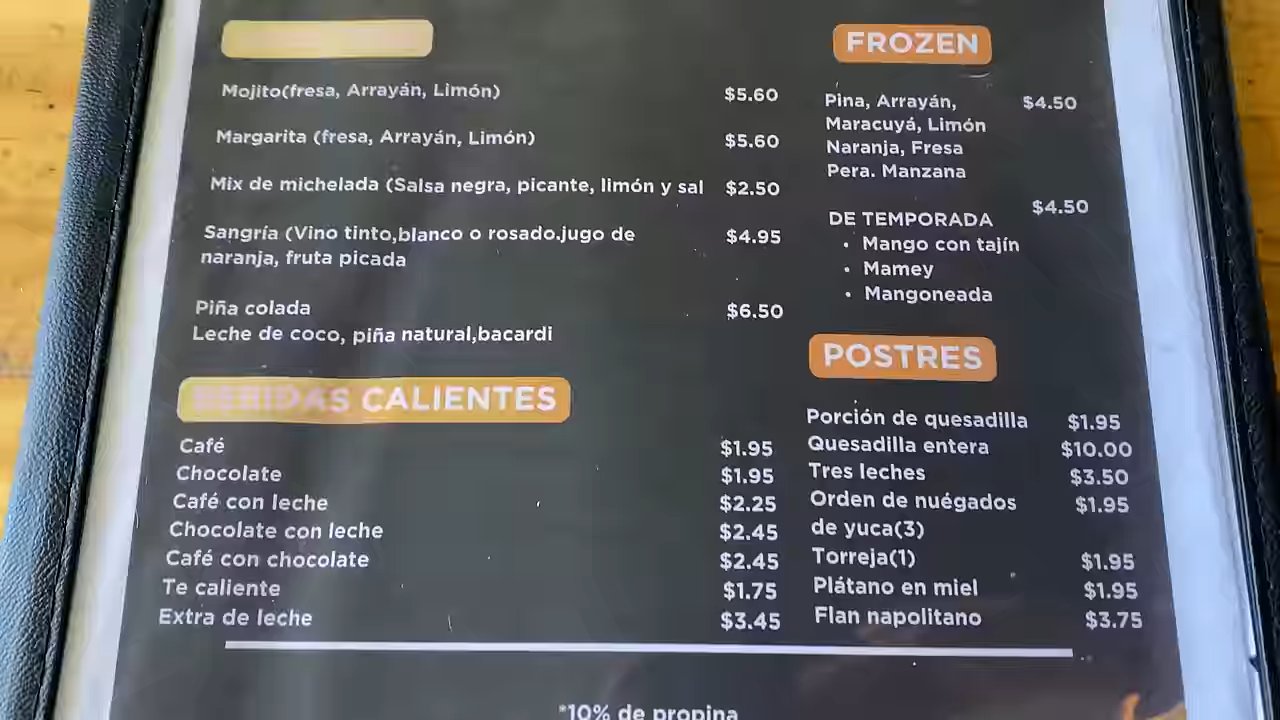 Mojito(fresa, Arrayán, Limón) $5.60
Margarita (fresa, Arrayán, Limón) $5.60
Mix de michelada (Salsa negra, picante, limón y sal $2.50
Sangría (Vino tinto,blanco o rosado.jugo de $4.95
naranja, fruta picada
Piña colada $6.50
Leche de coco, piña natural,bacardi
BEBIDAS CALIENTES
Café $1.95
Chocolate $1.95
Café con leche $2.25
Chocolate con leche $2.45
Café con chocolate $2.45
Te caliente $1.75
Extra de leche $3.45
FROZEN
Pina, Arrayán, $4.50
Maracuyá, Limón
Naranja, Fresa
Pera. Manzana
DE TEMPORADA $4.50
• Mango con tajín
• Mamey
• Mangoneada
POSTRES
Porción de quesadilla $1.95
Quesadilla entera $10.00
Tres leches $3.50
Orden de nuégados $1.95
de yuca(3)
Torreja(1) $1.95
Plátano en miel $1.95
Flan napolitano $3.75
*10% de propina